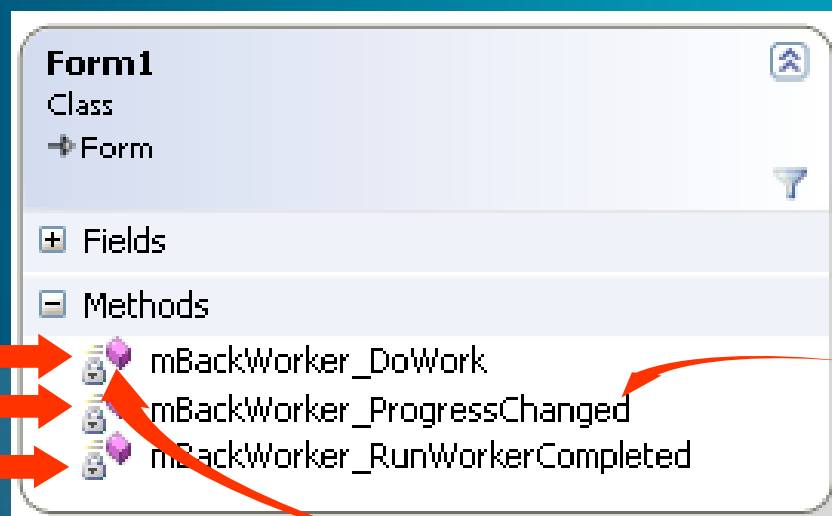 Form1
Class
Form
Fields
Methods
mBackWorker_DoWork
mBackWorker_ProgressChanged
mBackWorker_RunWorkerCompleted